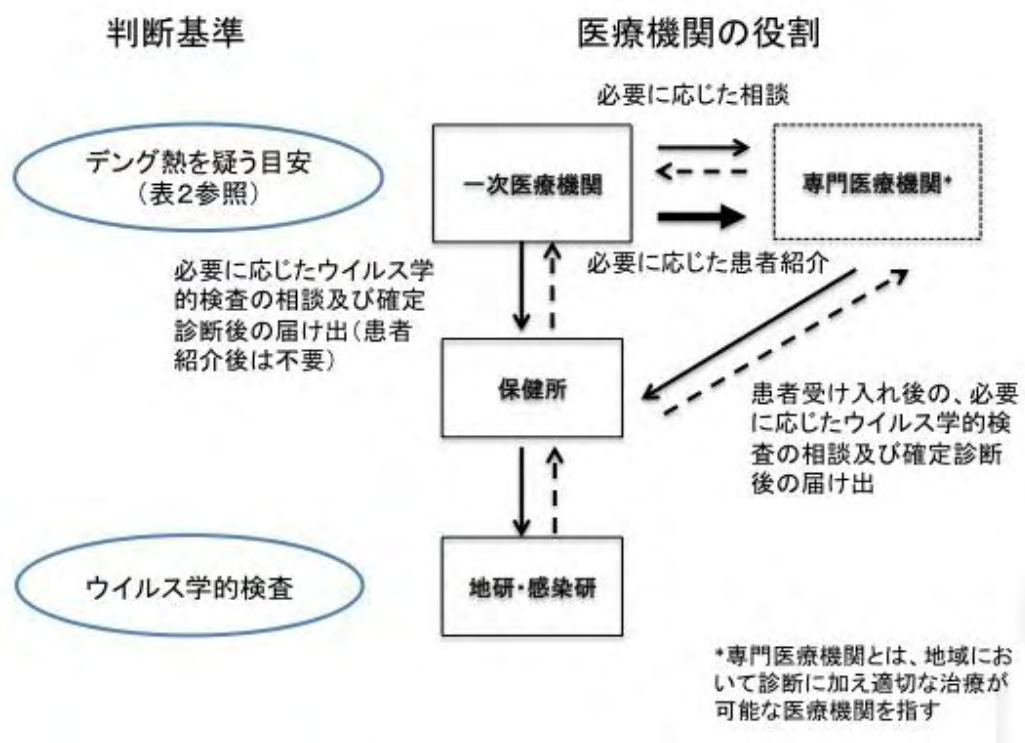 判断基準
医療機関の役割
必要に応じた相談
デング熱を疑う目安
(表2参照)
一次医療機関
専門医療機関*
必要に応じた患者紹介
必要に応じたウイルス学
的検査の相談及び確定
診断後の届け出(患者
紹介後は不要)
保健所
患者受け入れ後の、必要
に応じたウイルス学的検
査の相談及び確定診断
後の届け出
ウイルス学的検査
地研・感染研
*専門医療機関とは、地域にお
いて診断に加え適切な治療が
可能な医療機関を指す